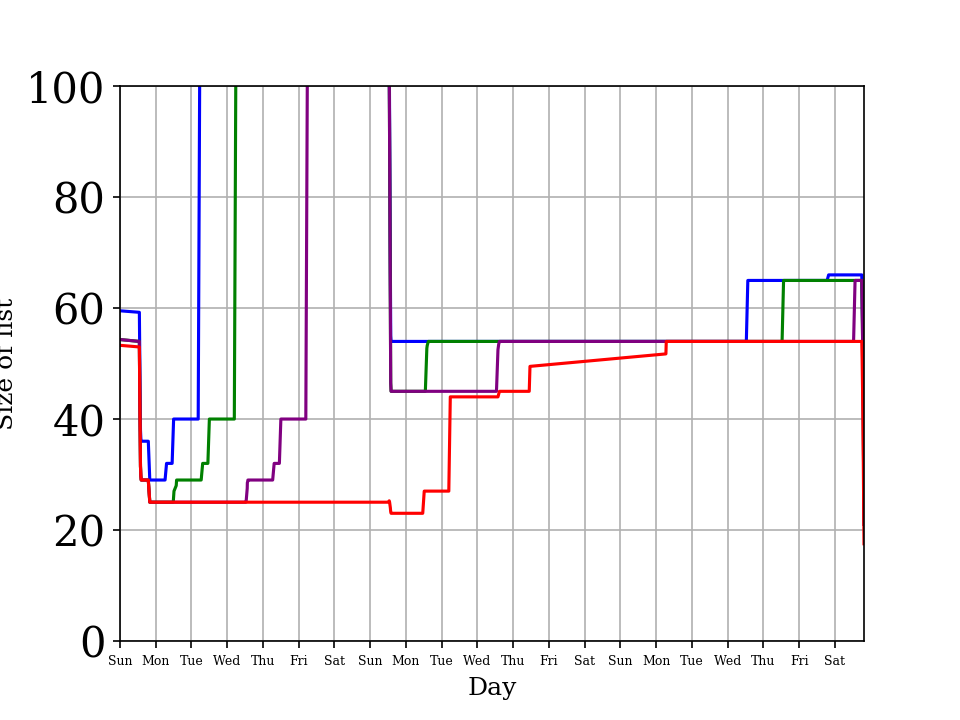 100
80
60
40
20
0
Size of list
Sun Mon Tue Wed Thu Fri Sat Sun Mon Tue Wed Thu Fri Sat Sun Mon Tue Wed Thu Fri Sat
Day